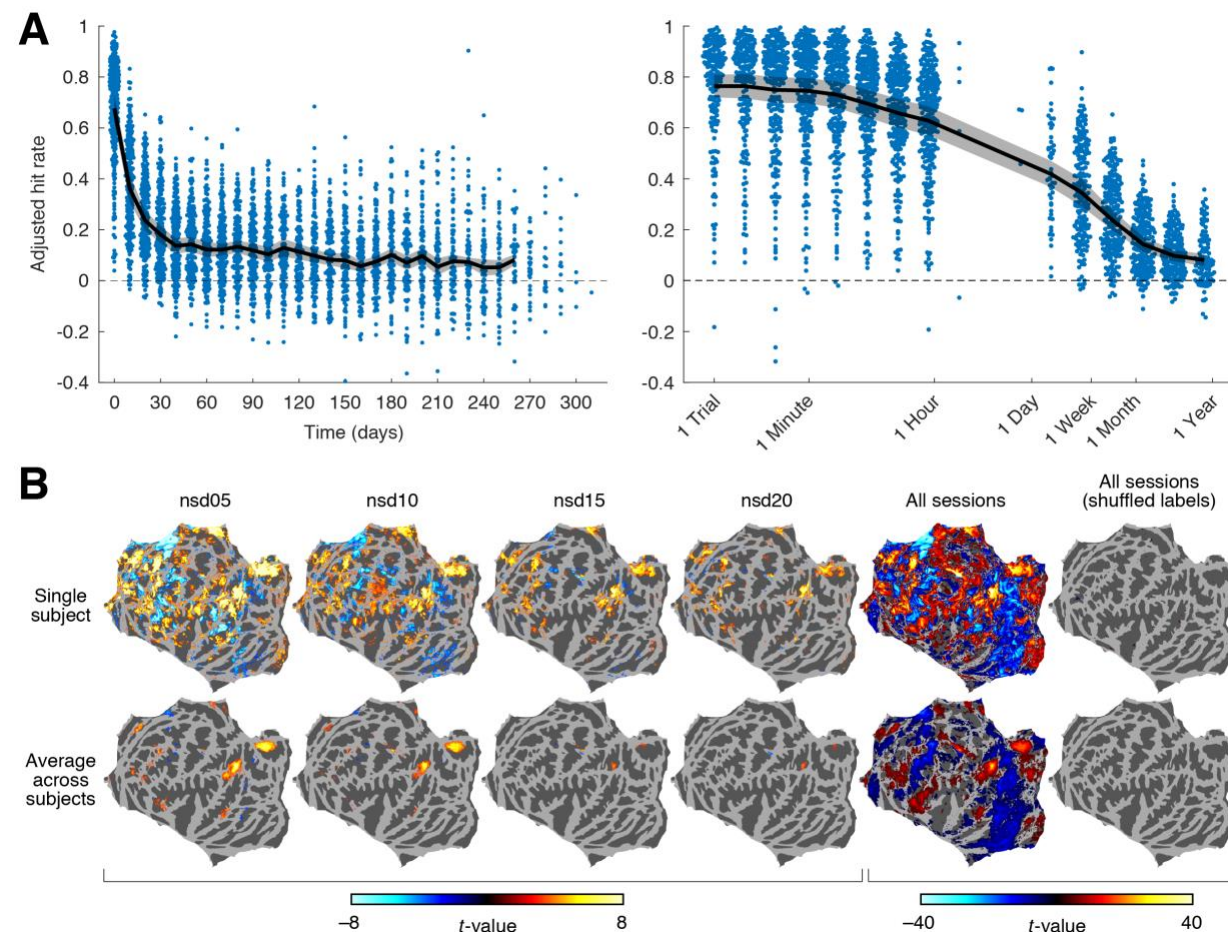 A
Adjusted hit rate
1
0.8
0.6
0.4
0.2
0
-0.2
-0.4
0 30 60 90 120 150 180 210 240 270 300
Time (days)
1
0.8
0.6
0.4
0.2
0
-0.2
-0.4
1 Trial
1 Minute
1 Hour
1 Day
1 Week
1 Month
1 Year
B
nsd05 nsd10 nsd15 nsd20 All sessions All sessions
(shuffled labels)
Single
subject
Average
across
subjects
–8 t-value 8
–40 t-value 40